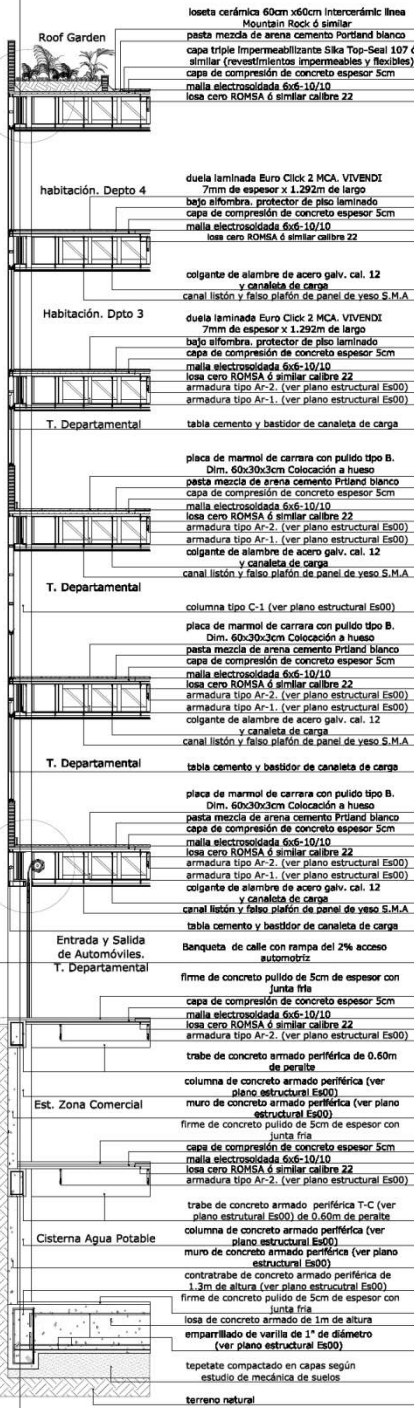 loseta cerámica 60cm x60cm Intercerámic linea
Mountain Rock ó similar
Roof Garden
pasta mezcla de arena cemento Portland blanco
capa triple Impermeabilizante Sika Top-Seal 107 ó
similar (revestimientos impermeables y flexibles)
capa de compresión de concreto espesor 5cm
malla electrosoldada 6x6-10/10
losa cero ROMSA ó similar calibre 22
habitación. Depto 4
duela laminada Euro Click 2 MCA. VIVENDI
7mm de espesor x 1.292m de largo
bajo alfombra. protector de piso laminado
capa de compresión de concreto espesor 5cm
malla electrosoldada 6x6-10/10
losa cero ROMSA ó similar calibre 22
colgante de alambre de acero galv. cal. 12
y canaleta de carga
canal listón y falso plafón de panel de yeso S.M.A
Habitación. Dpto 3
duela laminada Euro Click 2 MCA. VIVENDI
7mm de espesor x 1.292m de largo
bajo alfombra. protector de piso laminado
capa de compresión de concreto espesor 5cm
malla electrosoldada 6x6-10/10
losa cero ROMSA ó similar calibre 22
armadura tipo Ar-2. (ver plano estructural Es00)
armadura tipo Ar-1. (ver plano estructural Es00)
T. Departamental
tabla cemento y bastidor de canaleta de carga
placa de marmol de carrara con pulido tipo B.
Dim. 60x30x3cm Colocación a hueso
pasta mezcla de arena cemento Prtland blanco
capa de compresión de concreto espesor 5cm
malla electrosoldada 6x6-10/10
losa cero ROMSA ó similar calibre 22
armadura tipo Ar-2. (ver plano estructural Es00)
armadura tipo Ar-1. (ver plano estructural Es00)
colgante de alambre de acero galv. cal. 12
y canaleta de carga
canal listón y falso plafón de panel de yeso S.M.A
T. Departamental
columna tipo C-1 (ver plano estructural Es00)
placa de marmol de carrara con pulido tipo B.
Dim. 60x30x3cm Colocación a hueso
pasta mezcla de arena cemento Prtland blanco
capa de compresión de concreto espesor 5cm
malla electrosoldada 6x6-10/10
losa cero ROMSA ó similar calibre 22
armadura tipo Ar-2. (ver plano estructural Es00)
armadura tipo Ar-1. (ver plano estructural Es00)
colgante de alambre de acero galv. cal. 12
y canaleta de carga
canal listón y falso plafón de panel de yeso S.M.A
T. Departamental
tabla cemento y bastidor de canaleta de carga
placa de marmol de carrara con pulido tipo B.
Dim. 60x30x3cm Colocación a hueso
pasta mezcla de arena cemento Prtland blanco
capa de compresión de concreto espesor 5cm
malla electrosoldada 6x6-10/10
losa cero ROMSA ó similar calibre 22
armadura tipo Ar-2. (ver plano estructural Es00)
armadura tipo Ar-1. (ver plano estructural Es00)
colgante de alambre de acero galv. cal. 12
y canaleta de carga
canal listón y falso plafón de panel de yeso S.M.A
tabla cemento y bastidor de canaleta de carga
Entrada y Salida
de Automóviles.
T. Departamental
Banqueta de calle con rampa del 2% acceso
automotriz
firme de concreto pulido de 5cm de espesor con
junta fria
capa de compresión de concreto espesor 5cm
malla electrosoldada 6x6-10/10
losa cero ROMSA ó similar calibre 22
armadura tipo Ar-2. (ver plano estructural Es00)
trabe de concreto armado periférica de 0.60m
de peralte
columna de concreto armado periférica (ver
plano estructural Es00)
Est. Zona Comercial
muro de concreto armado periférica (ver plano
estructural Es00)
firme de concreto pulido de 5cm de espesor con
junta fria
capa de compresión de concreto espesor 5cm
malla electrosoldada 6x6-10/10
losa cero ROMSA ó similar calibre 22
armadura tipo Ar-2. (ver plano estructural Es00)
trabe de concreto armado periférica T-C (ver
plano estrutural Es00) de 0.60m de peralte
columna de concreto armado periférica (ver
plano estructural Es00)
Cisterna Agua Potable
muro de concreto armado periférica (ver plano
estructural Es00)
contratrabe de concreto armado periférica de
1.3m de altura (ver plano estrucutral Es00)
firme de concreto pulido de 5cm de espesor con
junta fria
losa de concreto armado de 1m de altura
emparrillado de varilla de 1" de diámetro
(ver plano estructural Es00)
tepetate compactado en capas según
estudio de mecánica de suelos
terreno natural